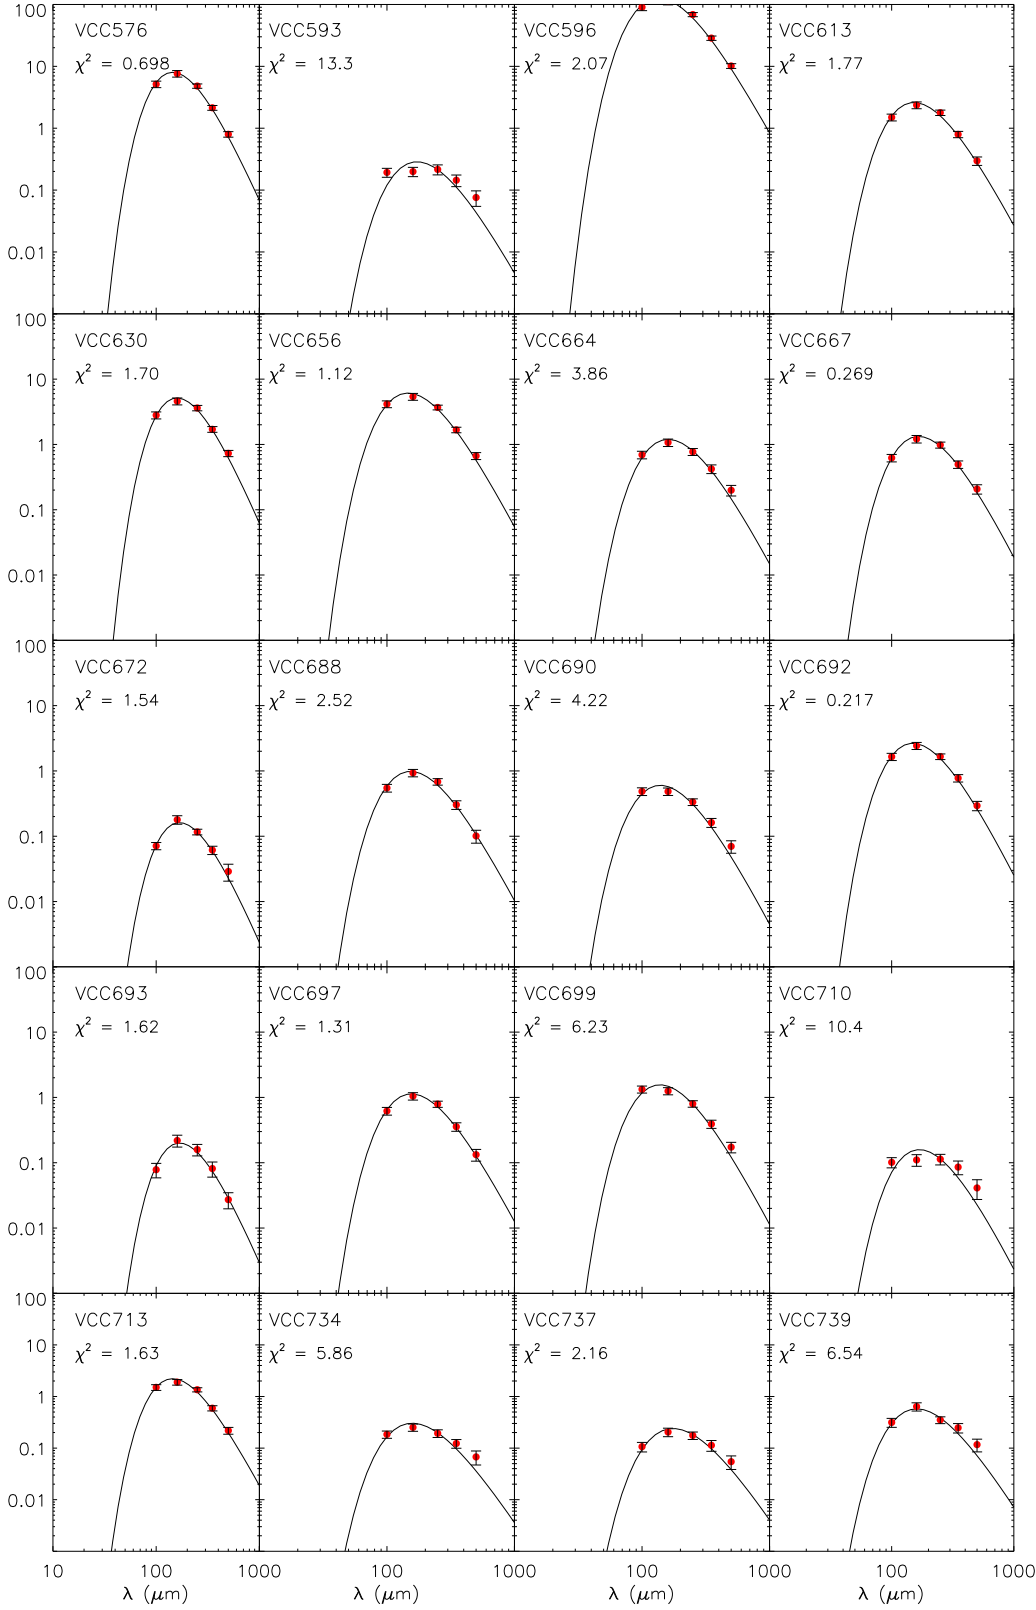 VCC576 VCC593 VCC596 VCC613
χ² = 0.698 χ² = 13.3 χ² = 2.07 χ² = 1.77
100
10
1
0.1
0.01
VCC630 VCC656 VCC664 VCC667
χ² = 1.70 χ² = 1.12 χ² = 3.86 χ² = 0.269
100
10
1
0.1
0.01
VCC672 VCC688 VCC690 VCC692
χ² = 1.54 χ² = 2.52 χ² = 4.22 χ² = 0.217
100
10
1
0.1
0.01
VCC693 VCC697 VCC699 VCC710
χ² = 1.62 χ² = 1.31 χ² = 6.23 χ² = 10.4
100
10
1
0.1
0.01
VCC713 VCC734 VCC737 VCC739
χ² = 1.63 χ² = 5.86 χ² = 2.16 χ² = 6.54
100
10
1
0.1
0.01
10 100 1000 100 1000 100 1000 100 1000
λ (μm) λ (μm) λ (μm) λ (μm)